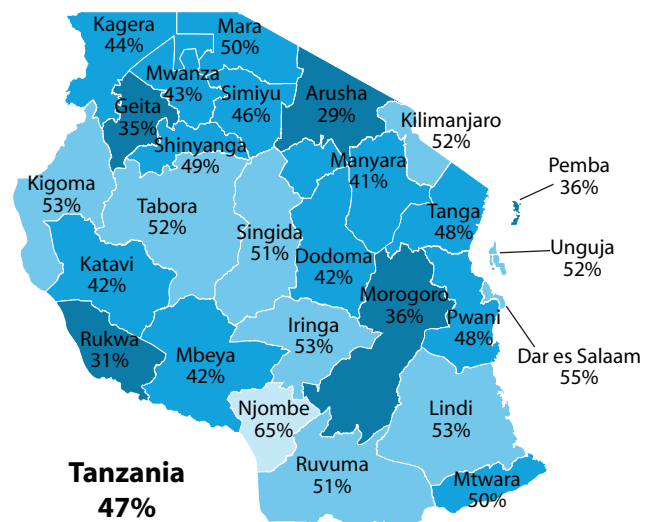 Kagera
44%
Mara
50%
Mwanza
43%
Simiyu
46%
Arusha
29%
Geita
35%
Kilimanjaro
52%
Shinyanga
49%
Manyara
41%
Pemba
36%
Kigoma
53%
Tabora
52%
Singida
51%
Tanga
48%
Unguja
52%
Katavi
42%
Dodoma
42%
Morogoro
36%
Pwani
48%
Iringa
53%
Rukwa
31%
Mbeya
42%
Dar es Salaam
55%
Njombe
65%
Lindi
53%
Ruvuma
51%
Mtwara
50%
Tanzania
47%